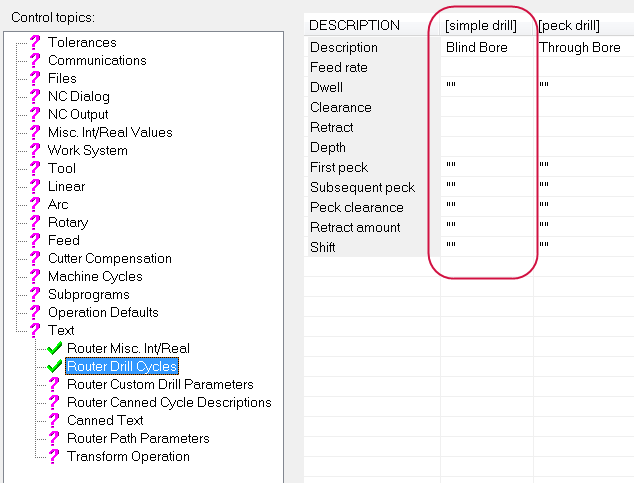 Control topics:
Tolerances
Communications
Files
NC Dialog
NC Output
Misc. Int/Real Values
Work System
Tool
Linear
Arc
Rotary
Feed
Cutter Compensation
Machine Cycles
Subprograms
Operation Defaults
Text
Router Misc. Int/Real
Router Drill Cycles
Router Custom Drill Parameters
Router Canned Cycle Descriptions
Canned Text
Router Path Parameters
Transform Operation
DESCRIPTION [simple drill] [peck drill]
Description Blind Bore Through Bore
Feed rate
Dwell "" ""
Clearance
Retract
Depth
First peck "" ""
Subsequent peck "" ""
Peck clearance "" ""
Retract amount "" ""
Shift "" ""